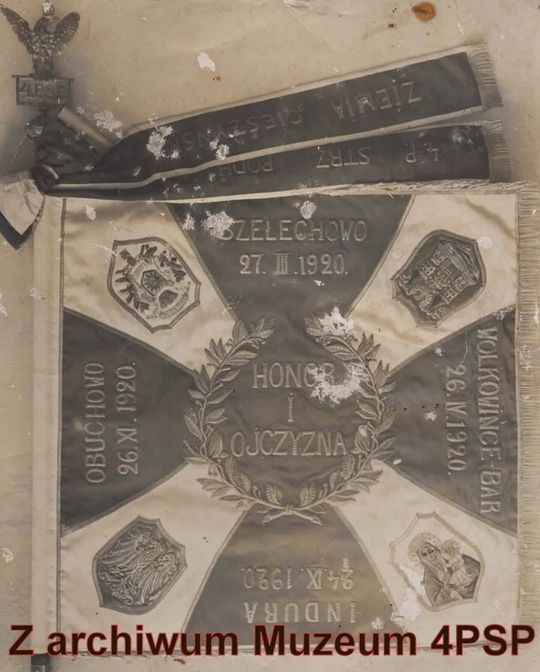 4PSP
ZIEMIA CIESZYŃSKA
4 P. STRZ. PODH.
SZEŁECHOWO
27. III. 1920.
HONOR
I
OJCZYZNA
OBUCHOWO
26. XI. 1920.
WOŁKOWIŃCE-BAR
26 IV 1920.
INDURA
24. IX. 1920.
Z archiwum Muzeum 4PSP